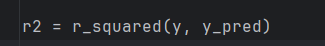 r2 = r_squared(y, y_pred)